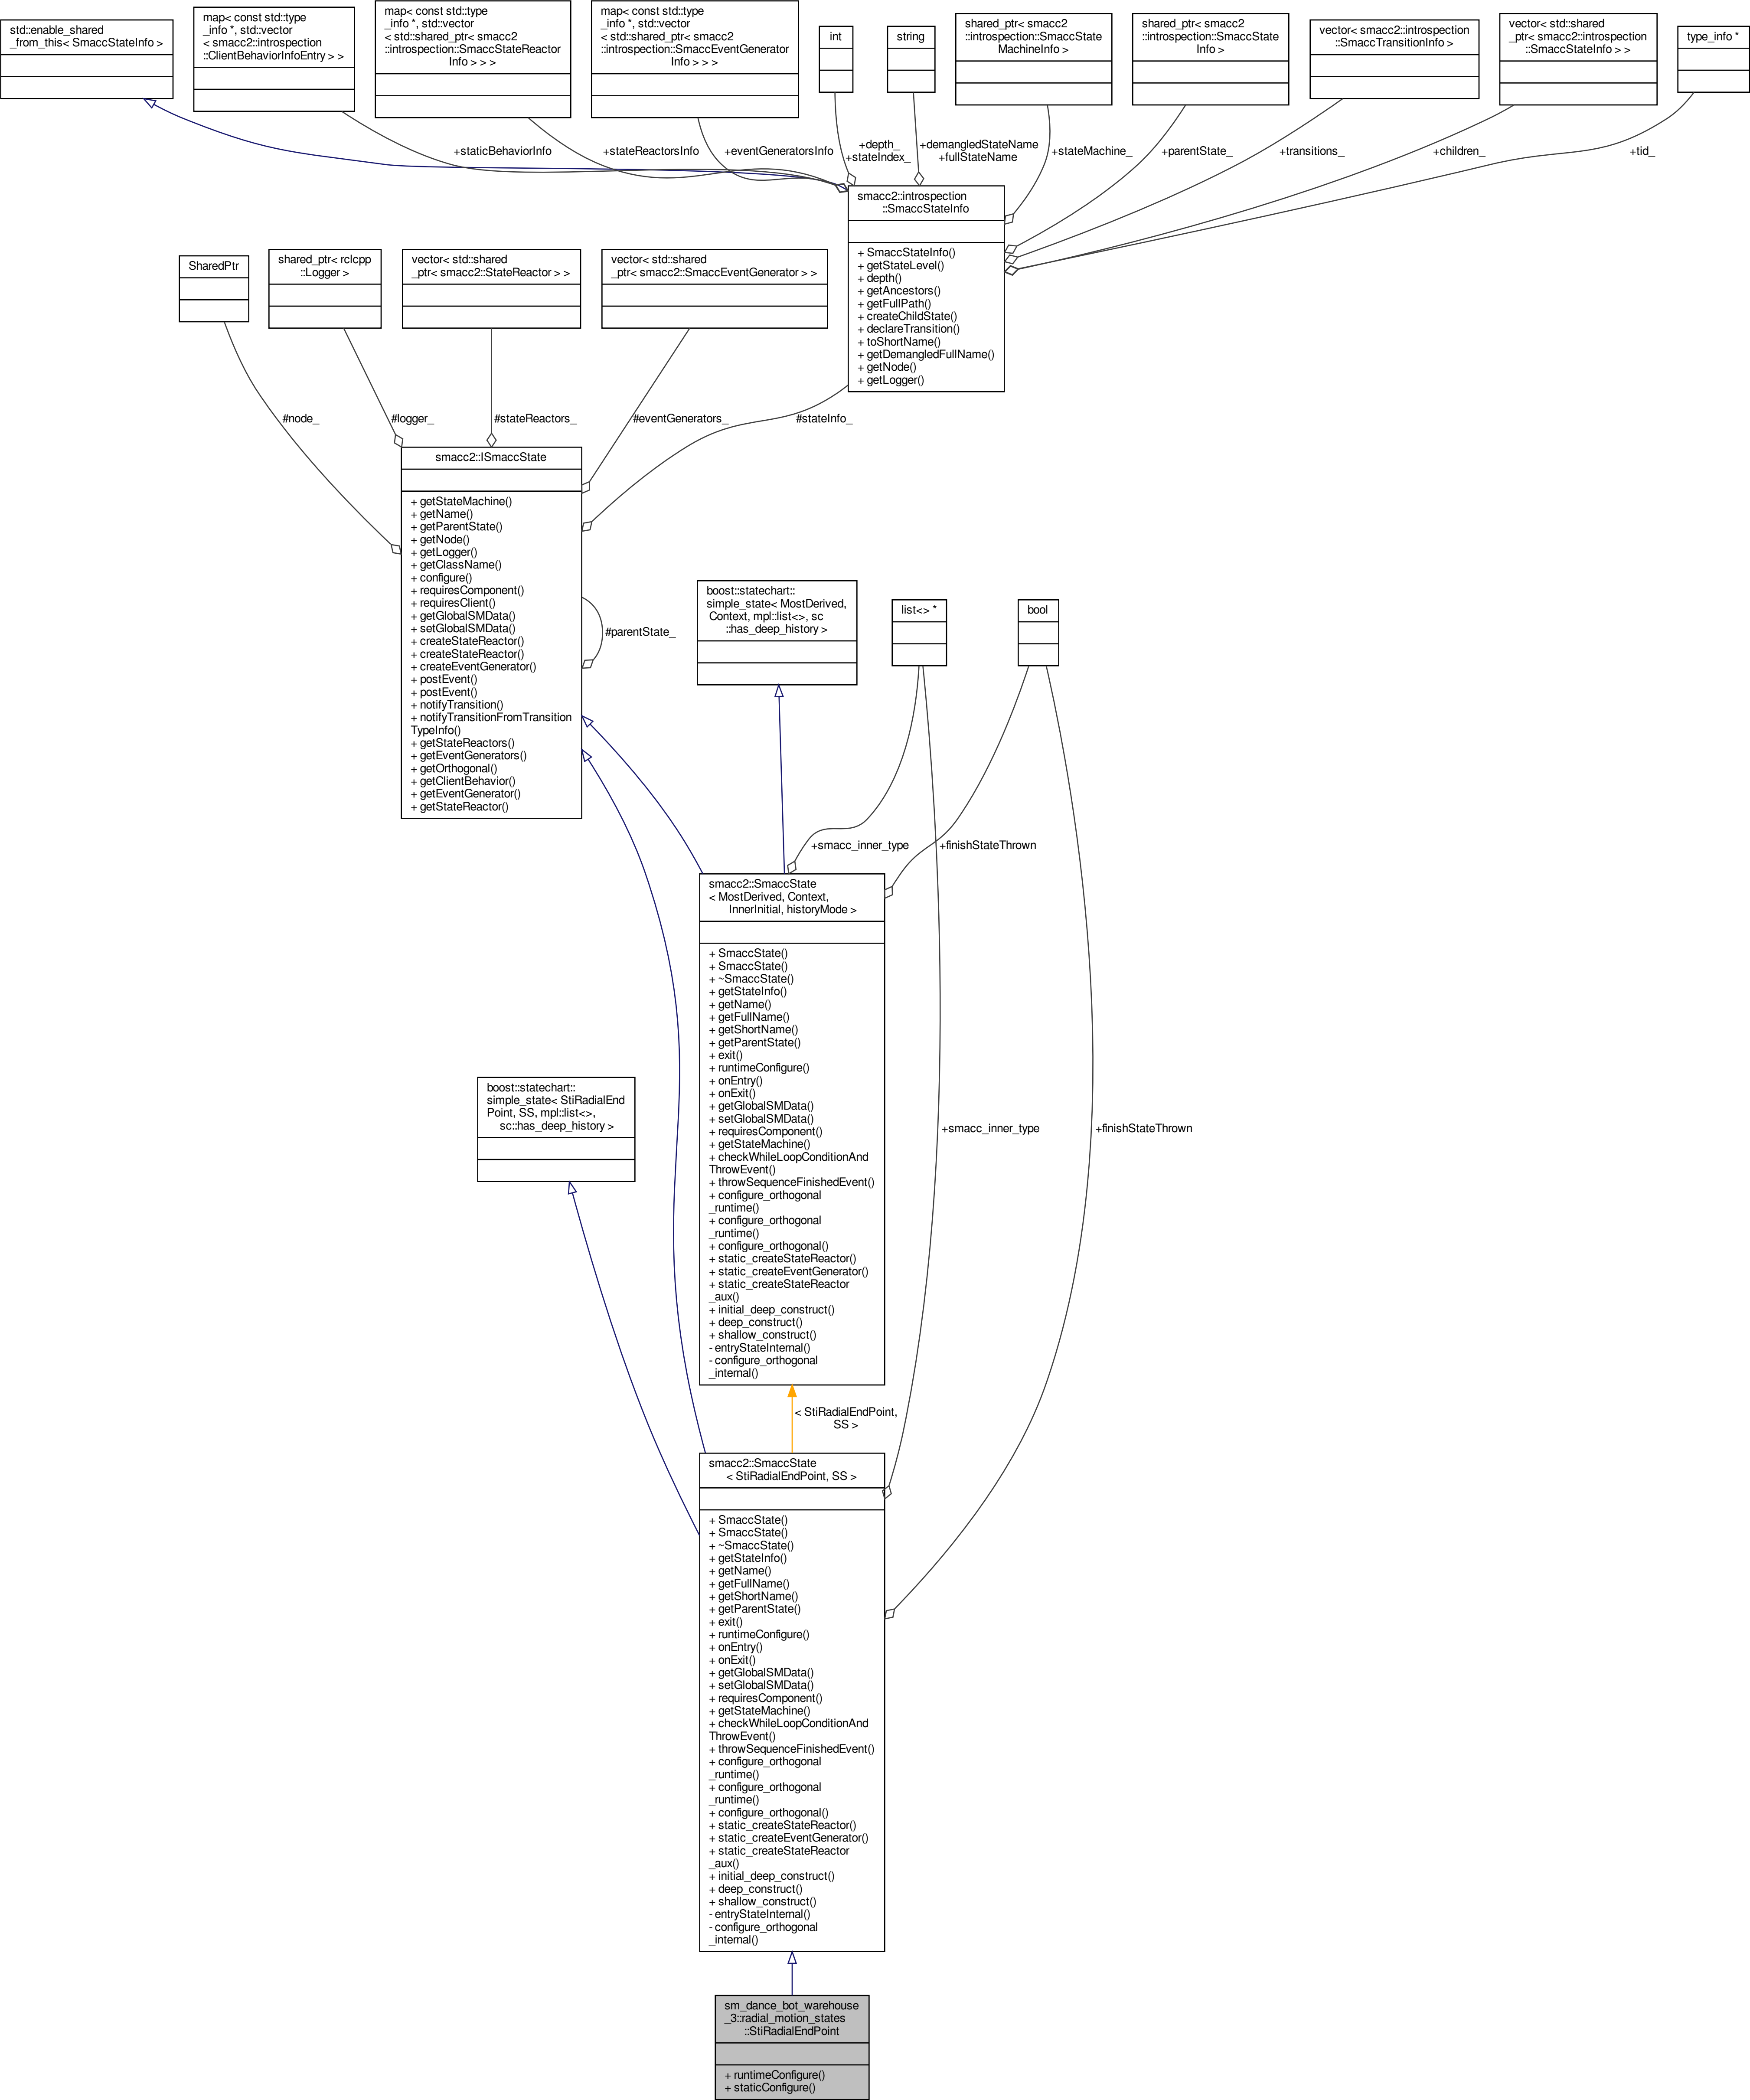 std::enable_shared
_from_this< SmaccStateInfo >
map< const std::type
_info *, std::vector
< smacc2::introspection
::ClientBehaviorInfoEntry > >
map< const std::type
_info *, std::vector
< std::shared_ptr< smacc2
::introspection::SmaccStateReactor
Info > > >
map< const std::type
_info *, std::vector
< std::shared_ptr< smacc2
::introspection::SmaccEventGenerator
Info > > >
int
string
shared_ptr< smacc2
::introspection::SmaccState
MachineInfo >
shared_ptr< smacc2
::introspection::SmaccState
Info >
vector< smacc2::introspection
::SmaccTransitionInfo >
vector< std::shared
_ptr< smacc2::introspection
::SmaccStateInfo > >
type_info *
+staticBehaviorInfo
+stateReactorsInfo
+eventGeneratorsInfo
+depth_
+stateIndex_
+demangledStateName
+fullStateName
+stateMachine_
+parentState_
+transitions_
+children_
+tid_
smacc2::introspection
::SmaccStateInfo
+ SmaccStateInfo()
+ getStateLevel()
+ depth()
+ getAncestors()
+ getFullPath()
+ createChildState()
+ declareTransition()
+ toShortName()
+ getDemangledFullName()
+ getNode()
+ getLogger()
SharedPtr
shared_ptr< rclcpp
::Logger >
vector< std::shared
_ptr< smacc2::StateReactor > >
vector< std::shared
_ptr< smacc2::SmaccEventGenerator > >
#node_
#logger_
#stateReactors_
#eventGenerators_
#stateInfo_
smacc2::ISmaccState
+ getStateMachine()
+ getName()
+ getParentState()
+ getNode()
+ getLogger()
+ getClassName()
+ configure()
+ requiresComponent()
+ requiresClient()
+ getGlobalSMData()
+ setGlobalSMData()
+ createStateReactor()
+ createStateReactor()
+ createEventGenerator()
+ postEvent()
+ postEvent()
+ notifyTransition()
+ notifyTransitionFromTransition
TypeInfo()
+ getStateReactors()
+ getEventGenerators()
+ getOrthogonal()
+ getClientBehavior()
+ getEventGenerator()
+ getStateReactor()
#parentState_
boost::statechart::
simple_state< MostDerived,
Context, mpl::list<>, sc
::has_deep_history >
list<> *
bool
+smacc_inner_type
+finishStateThrown
smacc2::SmaccState
< MostDerived, Context,
InnerInitial, historyMode >
+ SmaccState()
+ SmaccState()
+ ~SmaccState()
+ getStateInfo()
+ getName()
+ getFullName()
+ getShortName()
+ getParentState()
+ exit()
+ runtimeConfigure()
+ onEntry()
+ onExit()
+ getGlobalSMData()
+ setGlobalSMData()
+ requiresComponent()
+ getStateMachine()
+ checkWhileLoopConditionAnd
ThrowEvent()
+ throwSequenceFinishedEvent()
+ configure_orthogonal
_runtime()
+ configure_orthogonal
_runtime()
+ configure_orthogonal()
+ static_createStateReactor()
+ static_createEventGenerator()
+ static_createStateReactor
_aux()
+ initial_deep_construct()
+ deep_construct()
+ shallow_construct()
- entryStateInternal()
- configure_orthogonal
_internal()
boost::statechart::
simple_state< StiRadialEnd
Point, SS, mpl::list<>,
sc::has_deep_history >
+smacc_inner_type
+finishStateThrown
< StiRadialEndPoint,
SS >
smacc2::SmaccState
< StiRadialEndPoint, SS >
+ SmaccState()
+ SmaccState()
+ ~SmaccState()
+ getStateInfo()
+ getName()
+ getFullName()
+ getShortName()
+ getParentState()
+ exit()
+ runtimeConfigure()
+ onEntry()
+ onExit()
+ getGlobalSMData()
+ setGlobalSMData()
+ requiresComponent()
+ getStateMachine()
+ checkWhileLoopConditionAnd
ThrowEvent()
+ throwSequenceFinishedEvent()
+ configure_orthogonal
_runtime()
+ configure_orthogonal
_runtime()
+ configure_orthogonal()
+ static_createStateReactor()
+ static_createEventGenerator()
+ static_createStateReactor
_aux()
+ initial_deep_construct()
+ deep_construct()
+ shallow_construct()
- entryStateInternal()
- configure_orthogonal
_internal()
sm_dance_bot_warehouse
_3::radial_motion_states
::StiRadialEndPoint
+ runtimeConfigure()
+ staticConfigure()